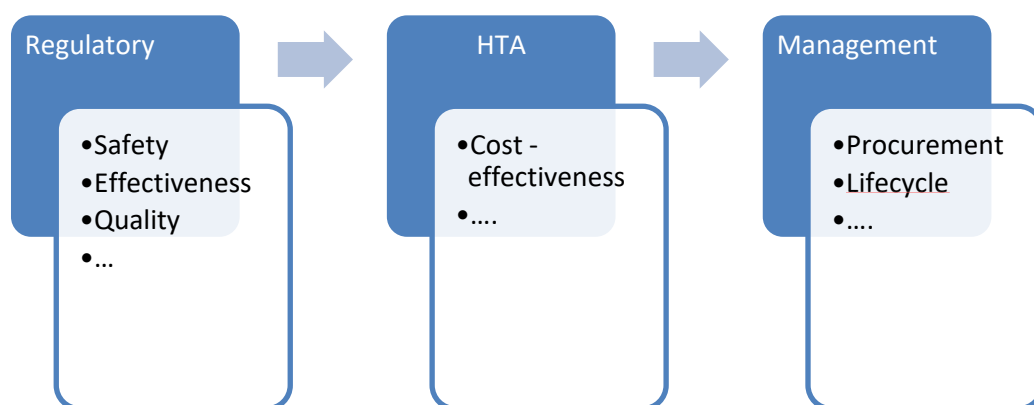 Regulatory
•Safety
•Effectiveness
•Quality
•...
HTA
•Cost -
effectiveness
•....
Management
•Procurement
•Lifecycle
•....